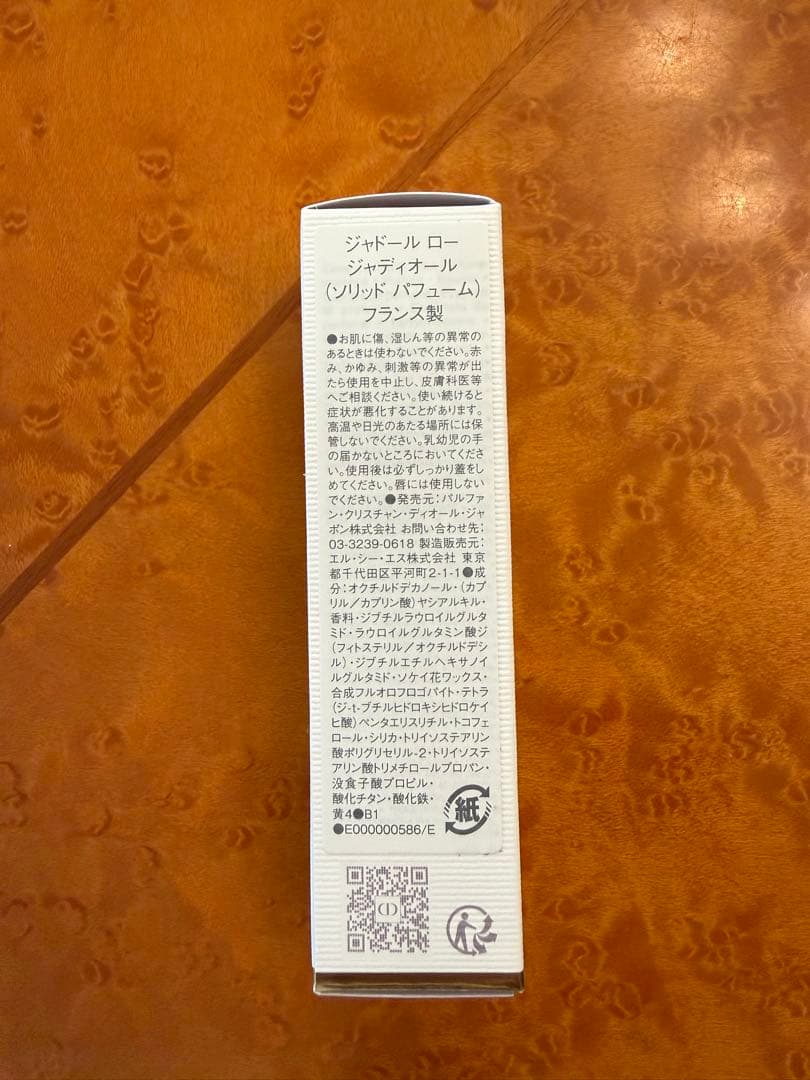 ジャドール ロー
ジャディオール
（ソリッド パフューム）
フランス製
●お肌に傷、湿しん等の異常の
あるときは使わないでください。赤
み、かゆみ、刺激等の異常が出
たら使用を中止し、皮膚科医等
へご相談ください。使い続けると
症状が悪化することがあります。
高温や日光のあたる場所には保
管しないでください。乳幼児の手
の届かないところにおいてくださ
い。使用後は必ずしっかり蓋をし
めてください。唇には使用しない
でください。●発売元：パルファ
ン・クリスチャン・ディオール・ジャ
ポン株式会社 お問い合わせ先：
03-3239-0618 製造販売元：
エル・シー・エス株式会社 東京
都千代田区平河町2-1-1●成
分：オクチルドデカノール・（カプ
リル／カプリン酸）ヤシアルキル・
香料・ジブチルラウロイルグルタ
ミド・ラウロイルグルタミン酸ジ
（フィトステリル／オクチルドデシ
ル）・ジブチルエチルヘキサノイ
ルグルタミド・ソケイ花ワックス・
合成フルオロフロゴパイト・テトラ
（ジ-t-ブチルヒドロキシヒドロケイ
ヒ酸）ペンタエリスリチル・トコフェ
ロール・シリカ・トリイソステアリン
酸ポリグリセリル-2・トリイソステ
アリン酸トリメチロールプロパン・
没食子酸プロピル・
酸化チタン・酸化鉄・
黄4●B1
●E000000586/E
紙
CD